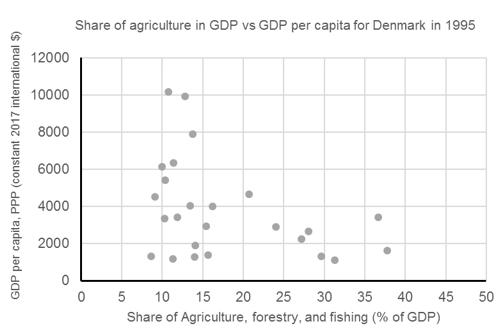 Share of agriculture in GDP vs GDP per capita for Denmark in 1995
GDP per capita, PPP (constant 2017 international $)
12000
10000
8000
6000
4000
2000
0
0 5 10 15 20 25 30 35 40 45 50
Share of Agriculture, forestry, and fishing (% of GDP)